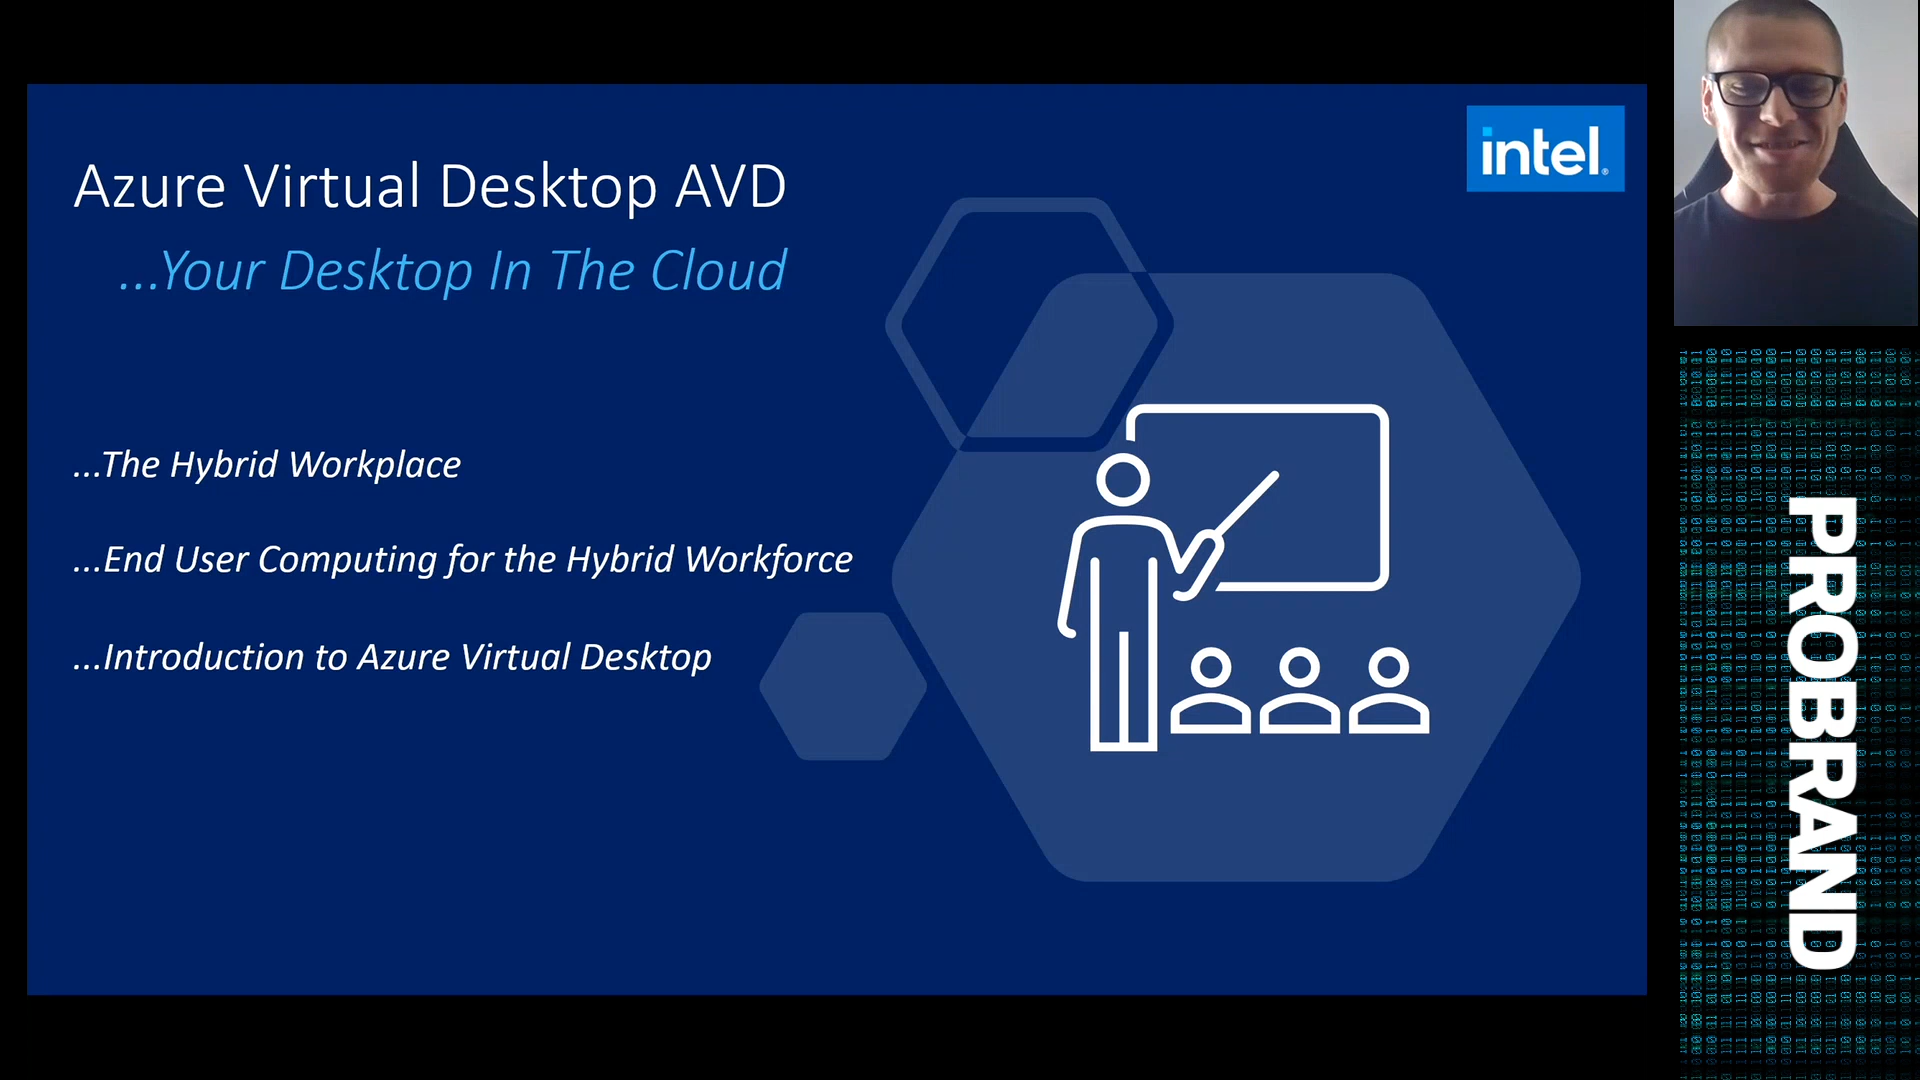 Azure Virtual Desktop AVD
...Your Desktop In The Cloud
...The Hybrid Workplace
...End User Computing for the Hybrid Workforce
...Introduction to Azure Virtual Desktop
intel®
PROBRAND